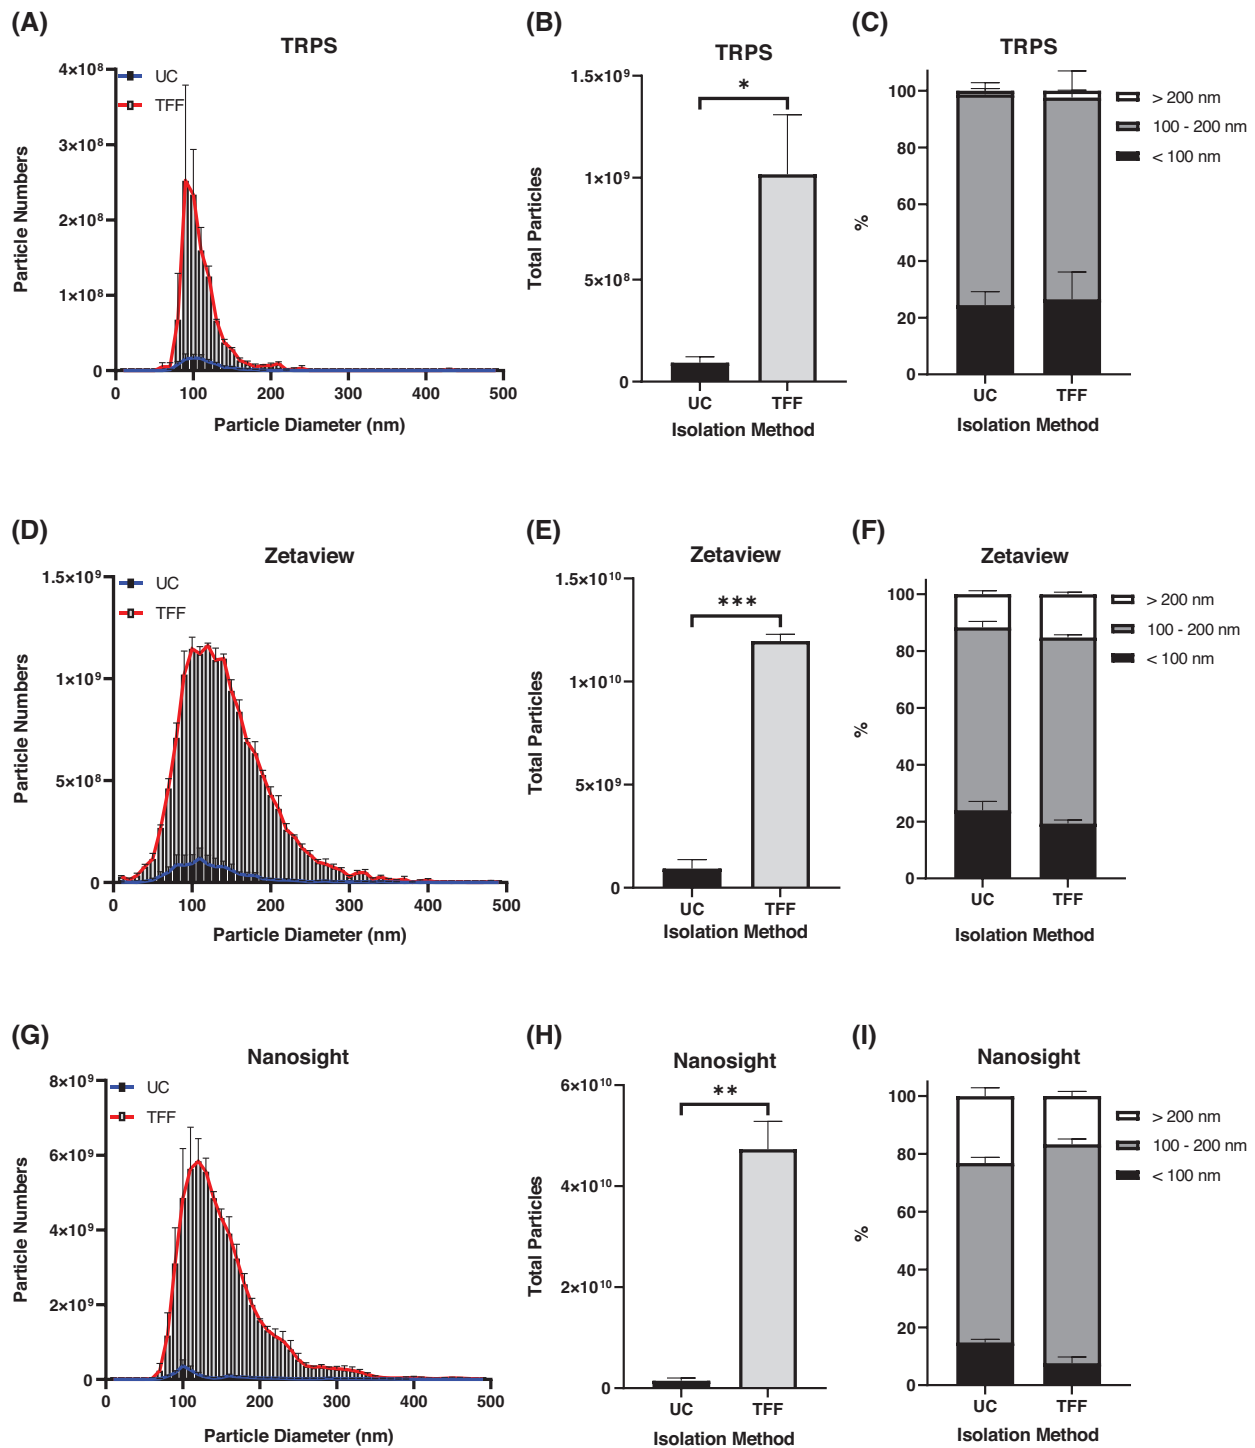 (A)
TRPS
UC
TFF
4×10⁸
3×10⁸
2×10⁸
1×10⁸
0
Particle Numbers
0 100 200 300 400 500
Particle Diameter (nm)
(B)
TRPS
*
1.5×10⁹
1×10⁹
5×10⁸
0
Total Particles
UC TFF
Isolation Method
(C)
TRPS
100
80
60
40
20
0
%
UC TFF
Isolation Method
> 200 nm
100 - 200 nm
< 100 nm
(D)
Zetaview
UC
TFF
1.5×10⁹
1×10⁹
5×10⁸
0
Particle Numbers
0 100 200 300 400 500
Particle Diameter (nm)
(E)
Zetaview
***
1.5×10¹⁰
1×10¹⁰
5×10⁹
0
Total Particles
UC TFF
Isolation Method
(F)
Zetaview
100
80
60
40
20
0
%
UC TFF
Isolation Method
> 200 nm
100 - 200 nm
< 100 nm
(G)
Nanosight
UC
TFF
8×10⁹
6×10⁹
4×10⁹
2×10⁹
0
Particle Numbers
0 100 200 300 400 500
Particle Diameter (nm)
(H)
Nanosight
**
6×10¹⁰
4×10¹⁰
2×10¹⁰
0
Total Particles
UC TFF
Isolation Method
(I)
Nanosight
100
80
60
40
20
0
%
UC TFF
Isolation Method
> 200 nm
100 - 200 nm
< 100 nm